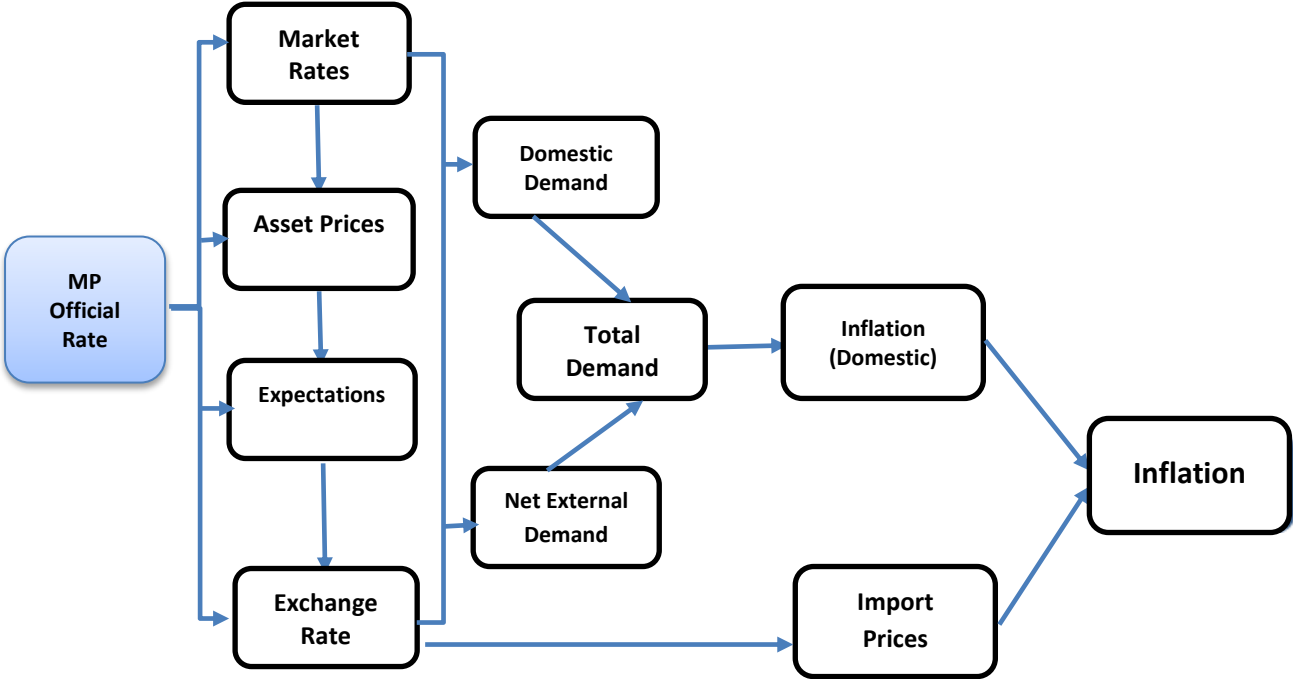 Market
Rates
Domestic
Demand
Asset Prices
MP
Official
Rate
Total
Demand
Inflation
(Domestic)
Expectations
Inflation
Net External
Demand
Exchange
Rate
Import
Prices